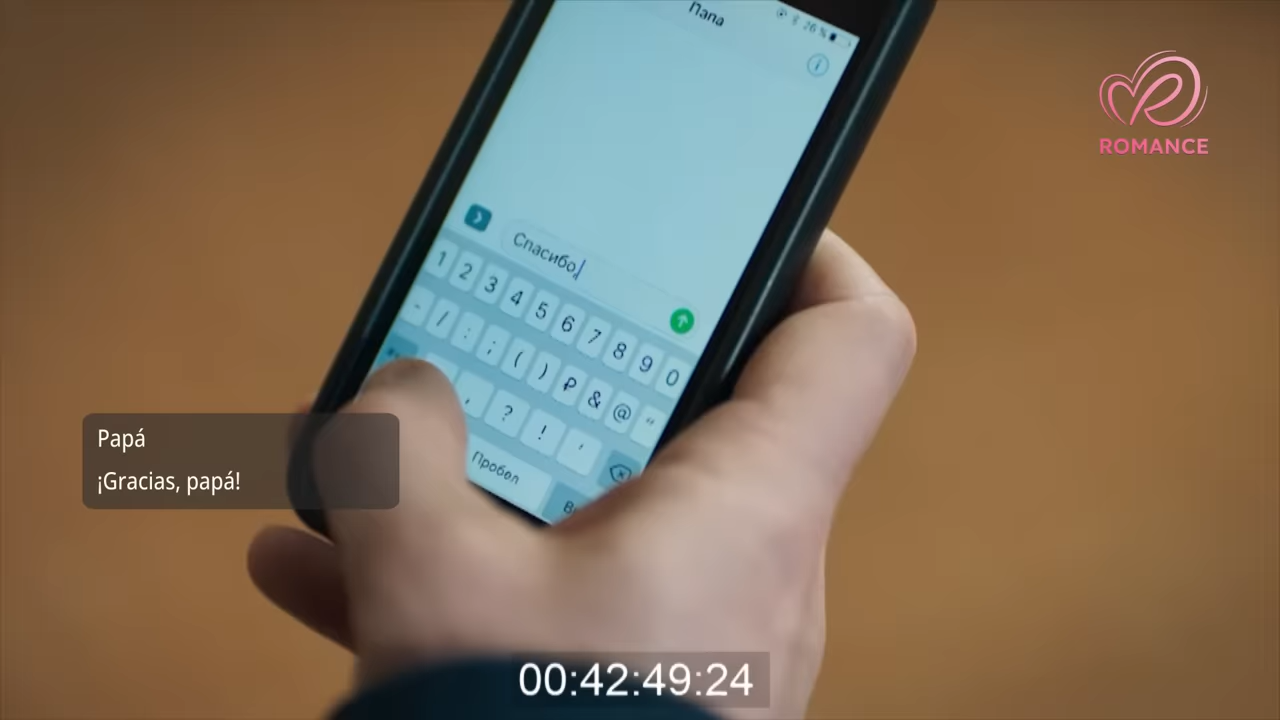 Папа
26 %
ROMANCE
Спасибо,
1 2 3 4 5 6 7 8 9 0
- / : ; ( ) ₽ & @ "
, ? ! '
Пробел
Papá
¡Gracias, papá!
00:42:49:24